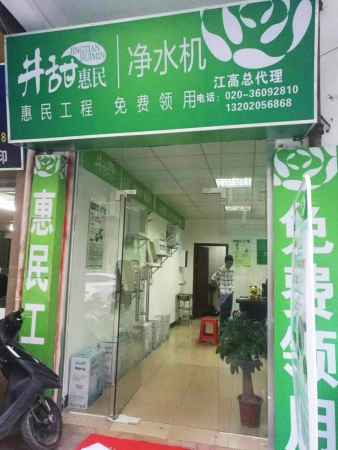 井甜惠民
JINGTIAN
HUIMIN
净水机
江高总代理
惠民工程 免费领用
电话：020-36092810
13202056868
惠民工
免费领用
印